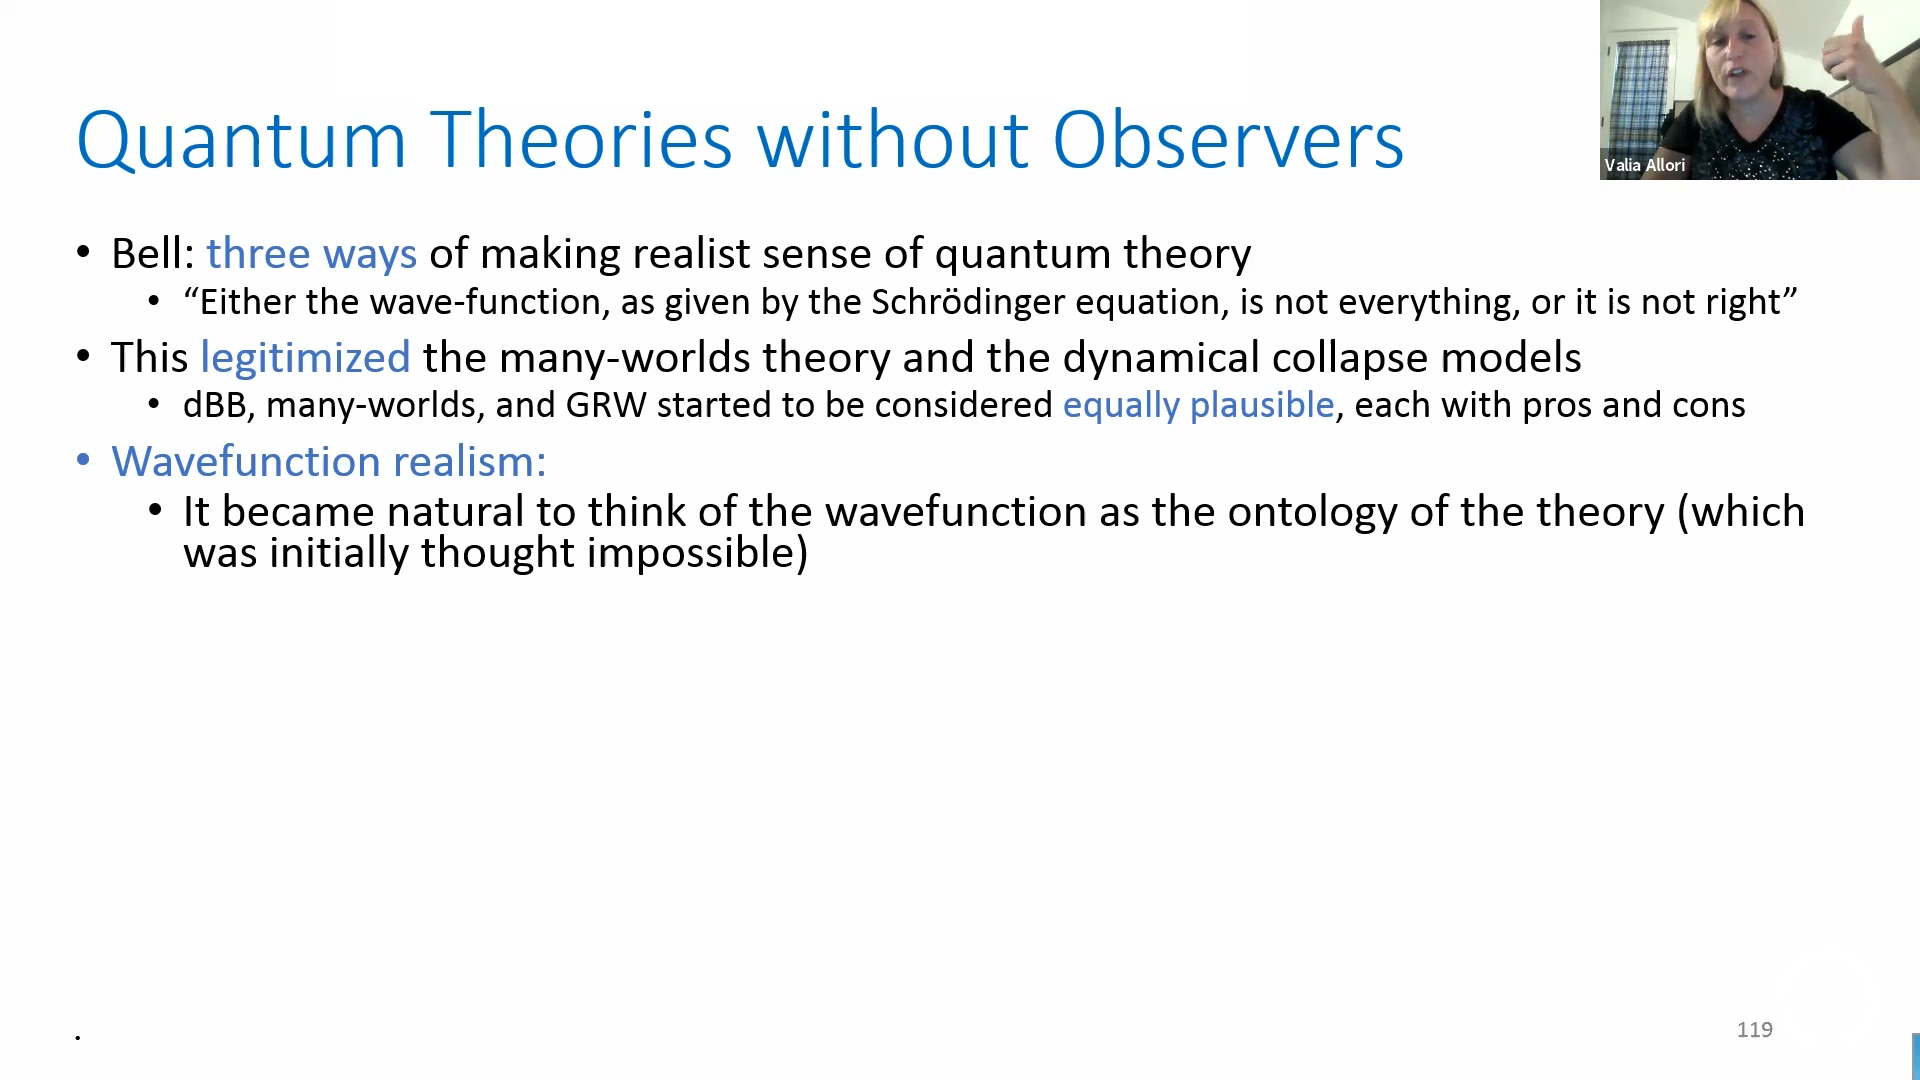 Quantum Theories without Observers
Valia Allori
• Bell: three ways of making realist sense of quantum theory
• “Either the wave-function, as given by the Schrödinger equation, is not everything, or it is not right”
• This legitimized the many-worlds theory and the dynamical collapse models
• dBB, many-worlds, and GRW started to be considered equally plausible, each with pros and cons
• Wavefunction realism:
• It became natural to think of the wavefunction as the ontology of the theory (which
was initially thought impossible)
.
119